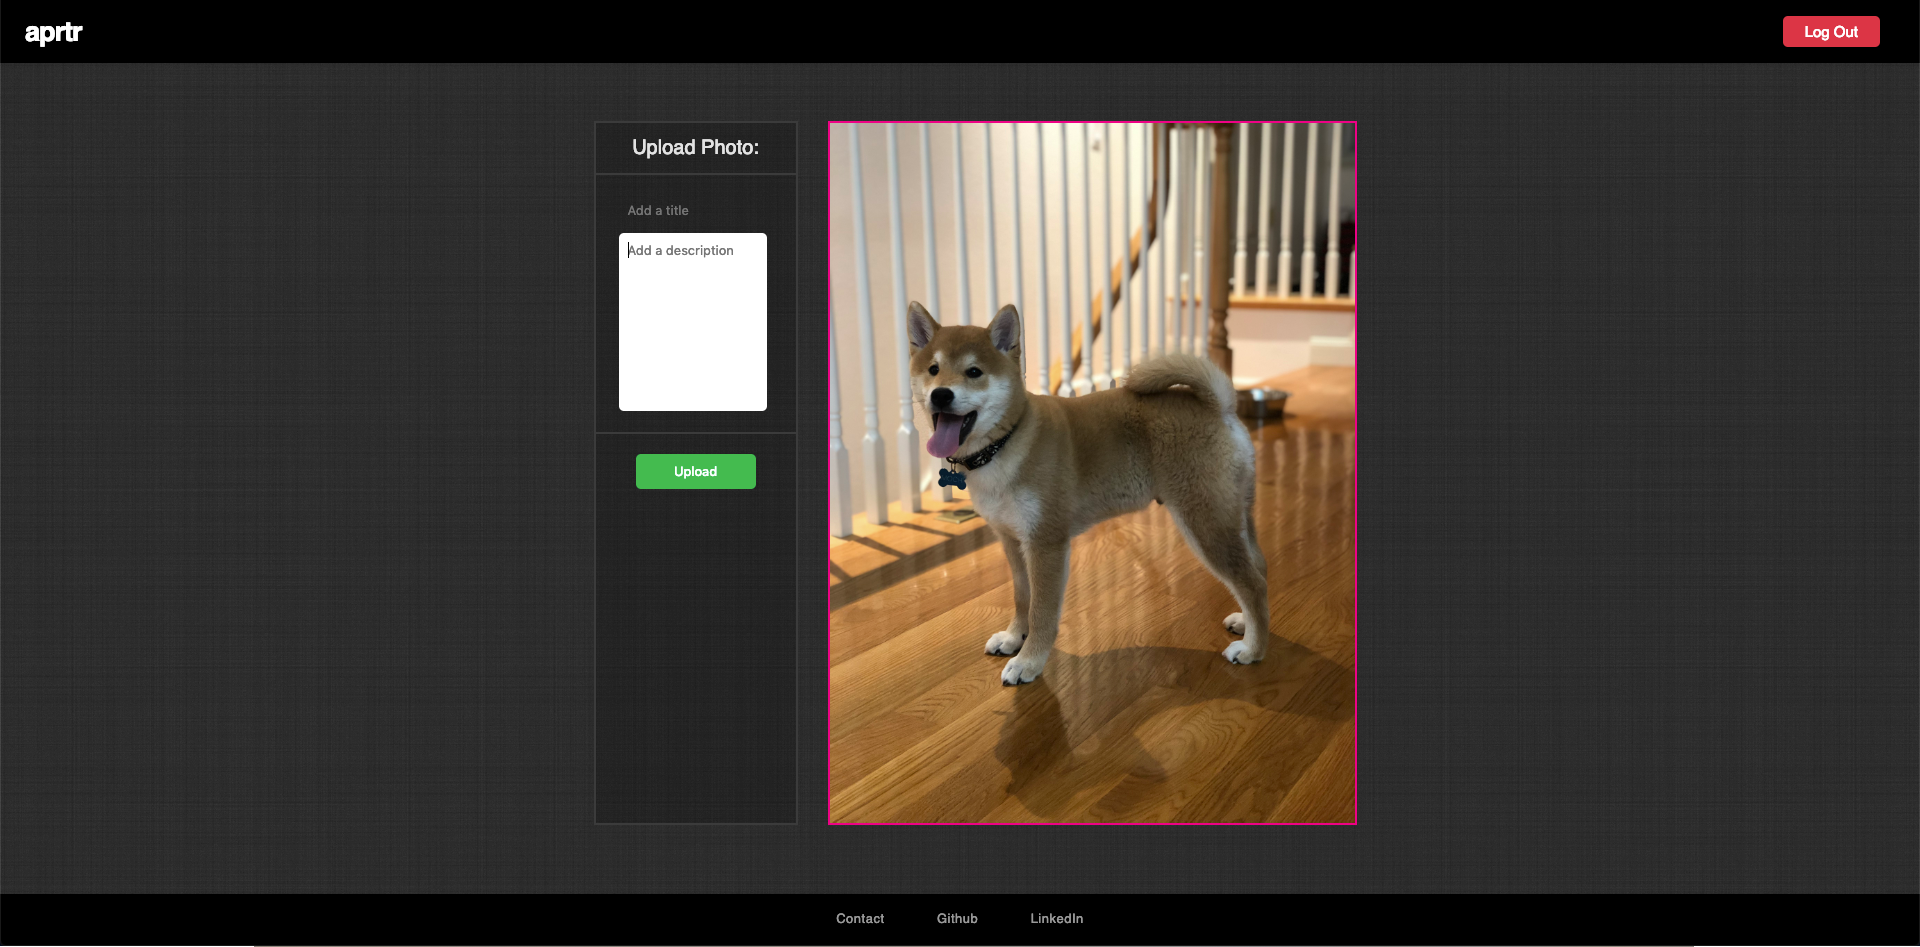 aprtr
Log Out
Upload Photo:
Add a title
Add a description
Upload
Contact
Github
LinkedIn